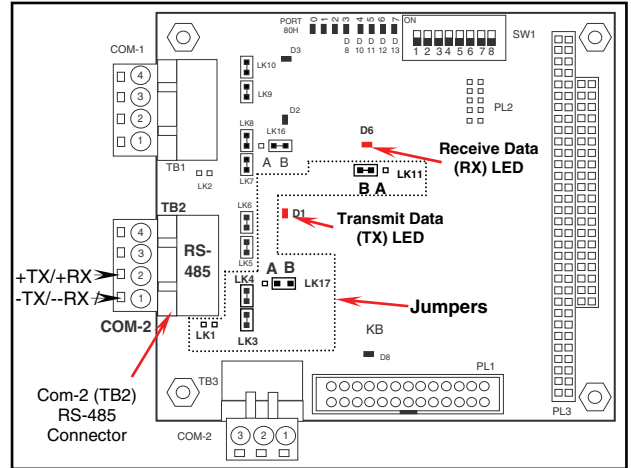 PORT
80H
0 1 2 3 4 5 6 7
D D D D D
8 10 11 12 13
ON
1 2 3 4 5 6 7 8
SW1
COM-1
4
3
2
1
TB1
LK2
LK10
LK9
D3
D2
LK8
LK16
A B
LK7
PL2
D6
Receive Data
(RX) LED
LK11
B A
TB2
4
3
2
1
RS-
485
LK6
LK5
D1
Transmit Data
(TX) LED
+TX/+RX
-TX/--RX
COM-2
A B
LK4
LK17
LK3
LK1
Jumpers
KB
D8
Com-2 (TB2)
RS-485
Connector
TB3
COM-2
3 2 1
PL1
PL3